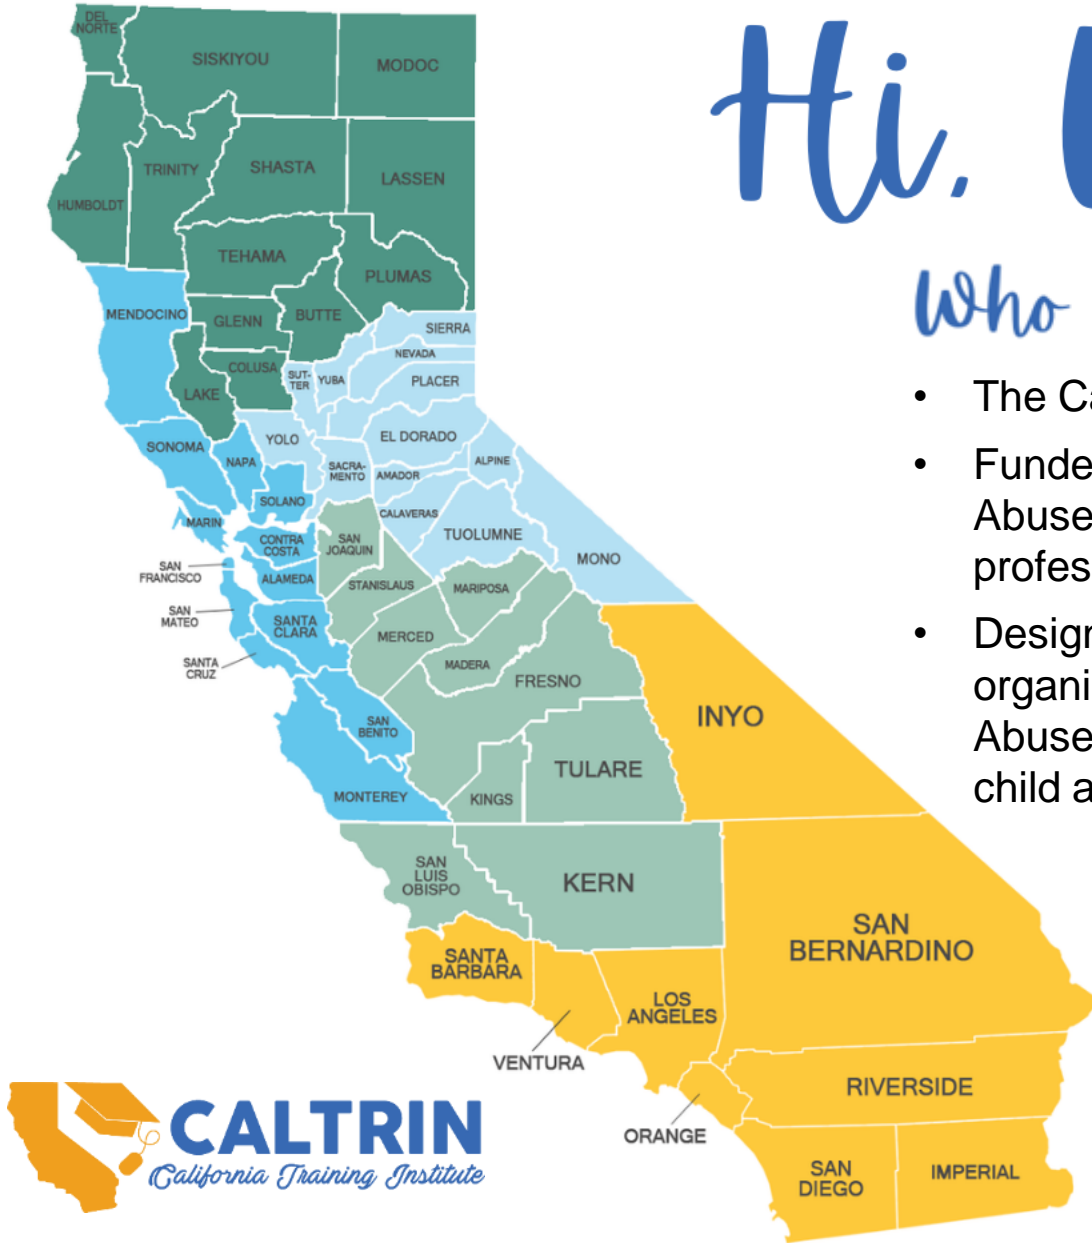 Hi.
Who
• The Ca
• Funde
Abuse
profes
• Design
organi
Abuse
child a
DEL
NORTE
SISKIYOU
MODOC
HUMBOLDT
TRINITY
SHASTA
LASSEN
TEHAMA
PLUMAS
MENDOCINO
GLENN
BUTTE
SIERRA
NEVADA
COLUSA
SUT-
TER
YUBA
PLACER
LAKE
SONOMA
NAPA
YOLO
EL DORADO
SACRA-
MENTO
AMADOR
ALPINE
SOLANO
MARIN
CALAVERAS
CONTRA
COSTA
SAN
JOAQUIN
TUOLUMNE
MONO
SAN
FRANCISCO
ALAMEDA
STANISLAUS
MARIPOSA
SAN
MATEO
SANTA
CLARA
MERCED
SANTA
CRUZ
MADERA
FRESNO
SAN
BENITO
INYO
MONTEREY
KINGS
TULARE
SAN
LUIS
OBISPO
KERN
SAN
BERNARDINO
SANTA
BARBARA
LOS
ANGELES
VENTURA
RIVERSIDE
ORANGE
SAN
DIEGO
IMPERIAL
CALTRIN
California Training Institute